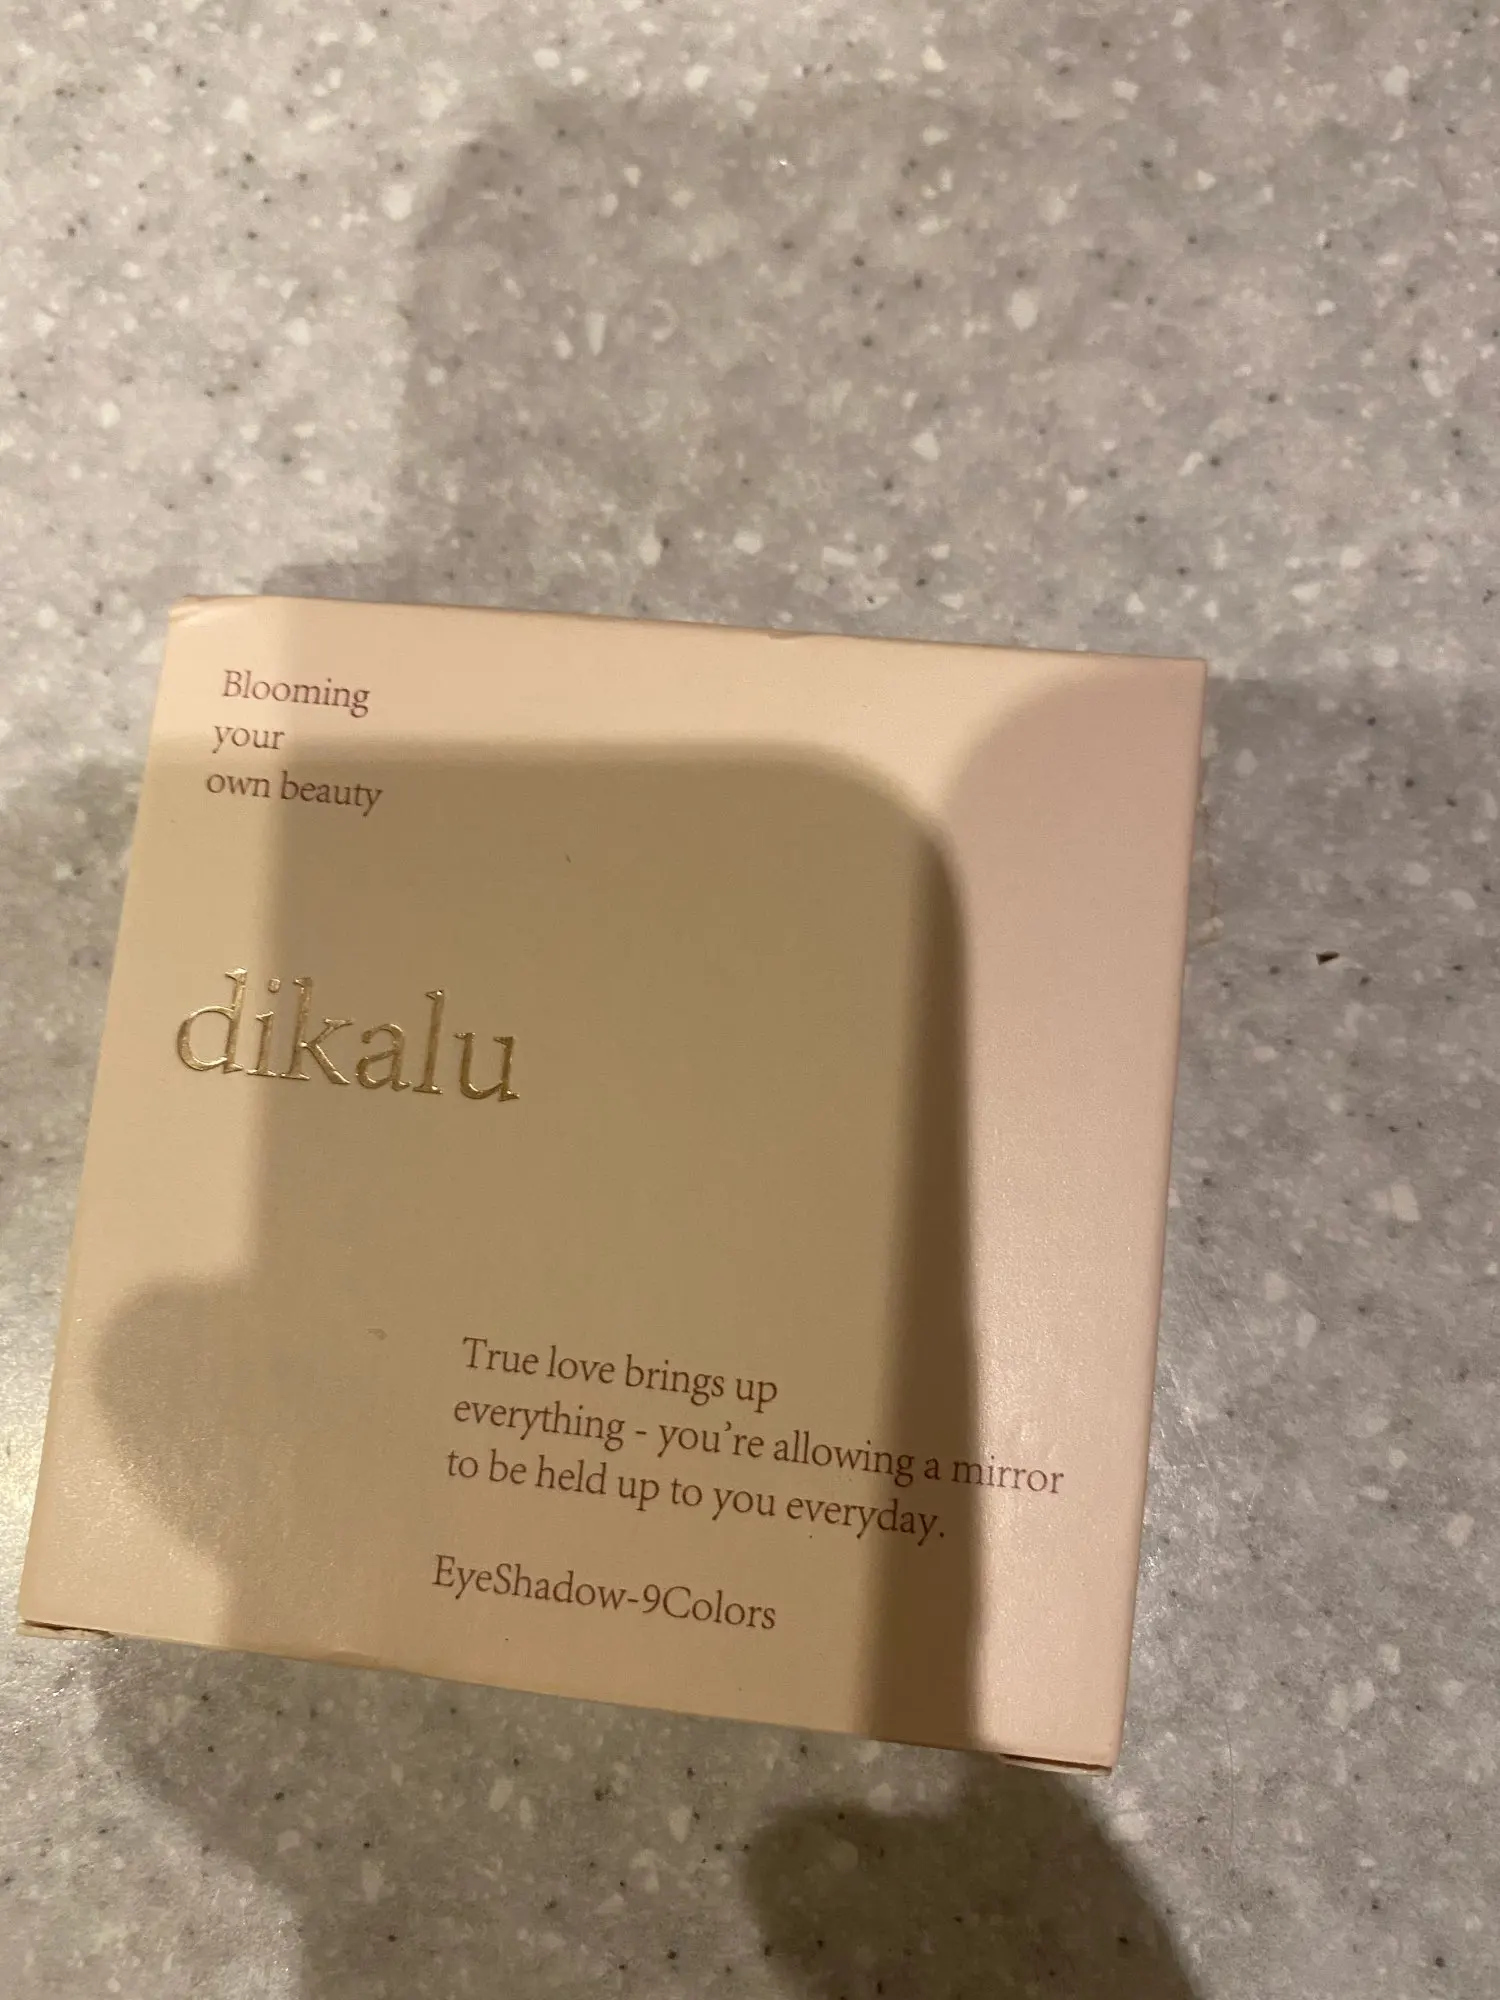 Blooming
your
own beauty
dikalu
True love brings up
everything - you're allowing a mirror
to be held up to you everyday.
EyeShadow-9Colors